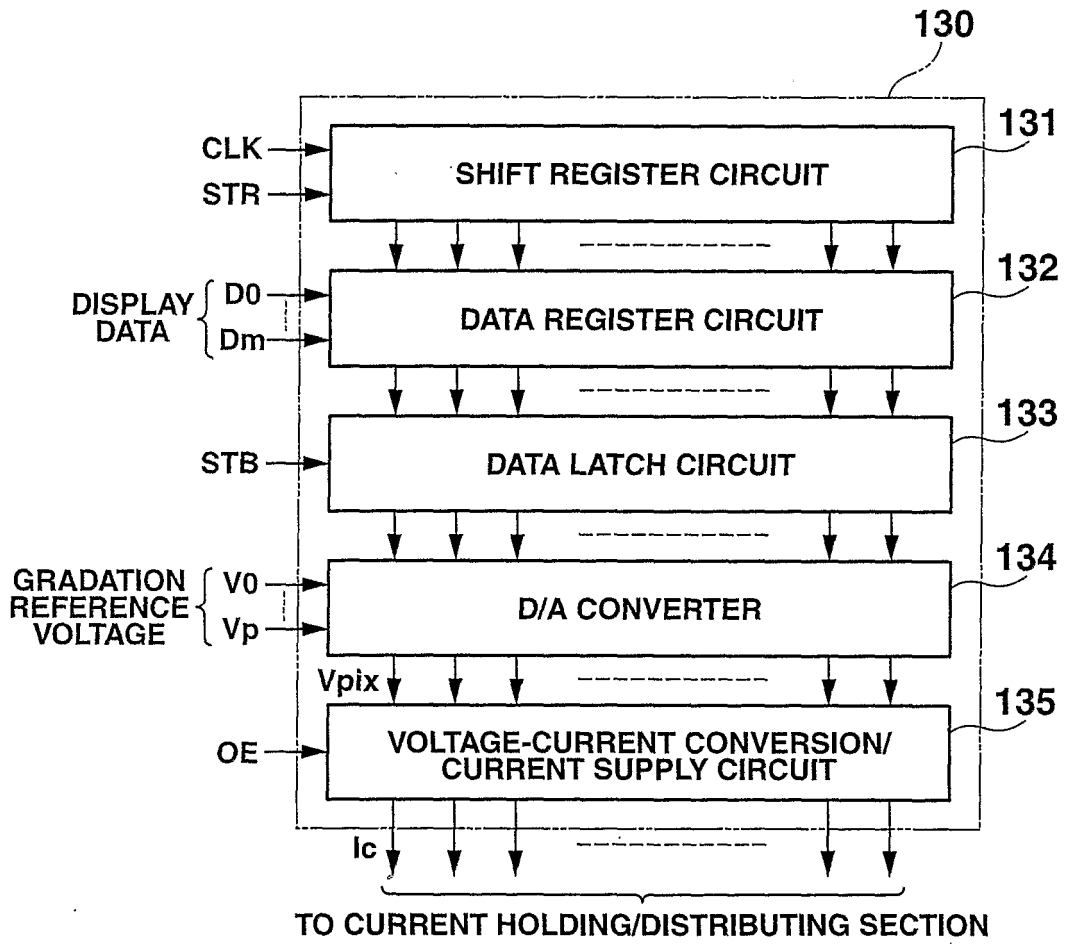 130
131
CLK
STR
SHIFT REGISTER CIRCUIT
132
DISPLAY
DATA
D0
Dm
DATA REGISTER CIRCUIT
133
STB
DATA LATCH CIRCUIT
134
GRADATION
REFERENCE
VOLTAGE
V0
Vp
D/A CONVERTER
Vpix
135
OE
VOLTAGE-CURRENT CONVERSION/
CURRENT SUPPLY CIRCUIT
Ic
TO CURRENT HOLDING/DISTRIBUTING SECTION